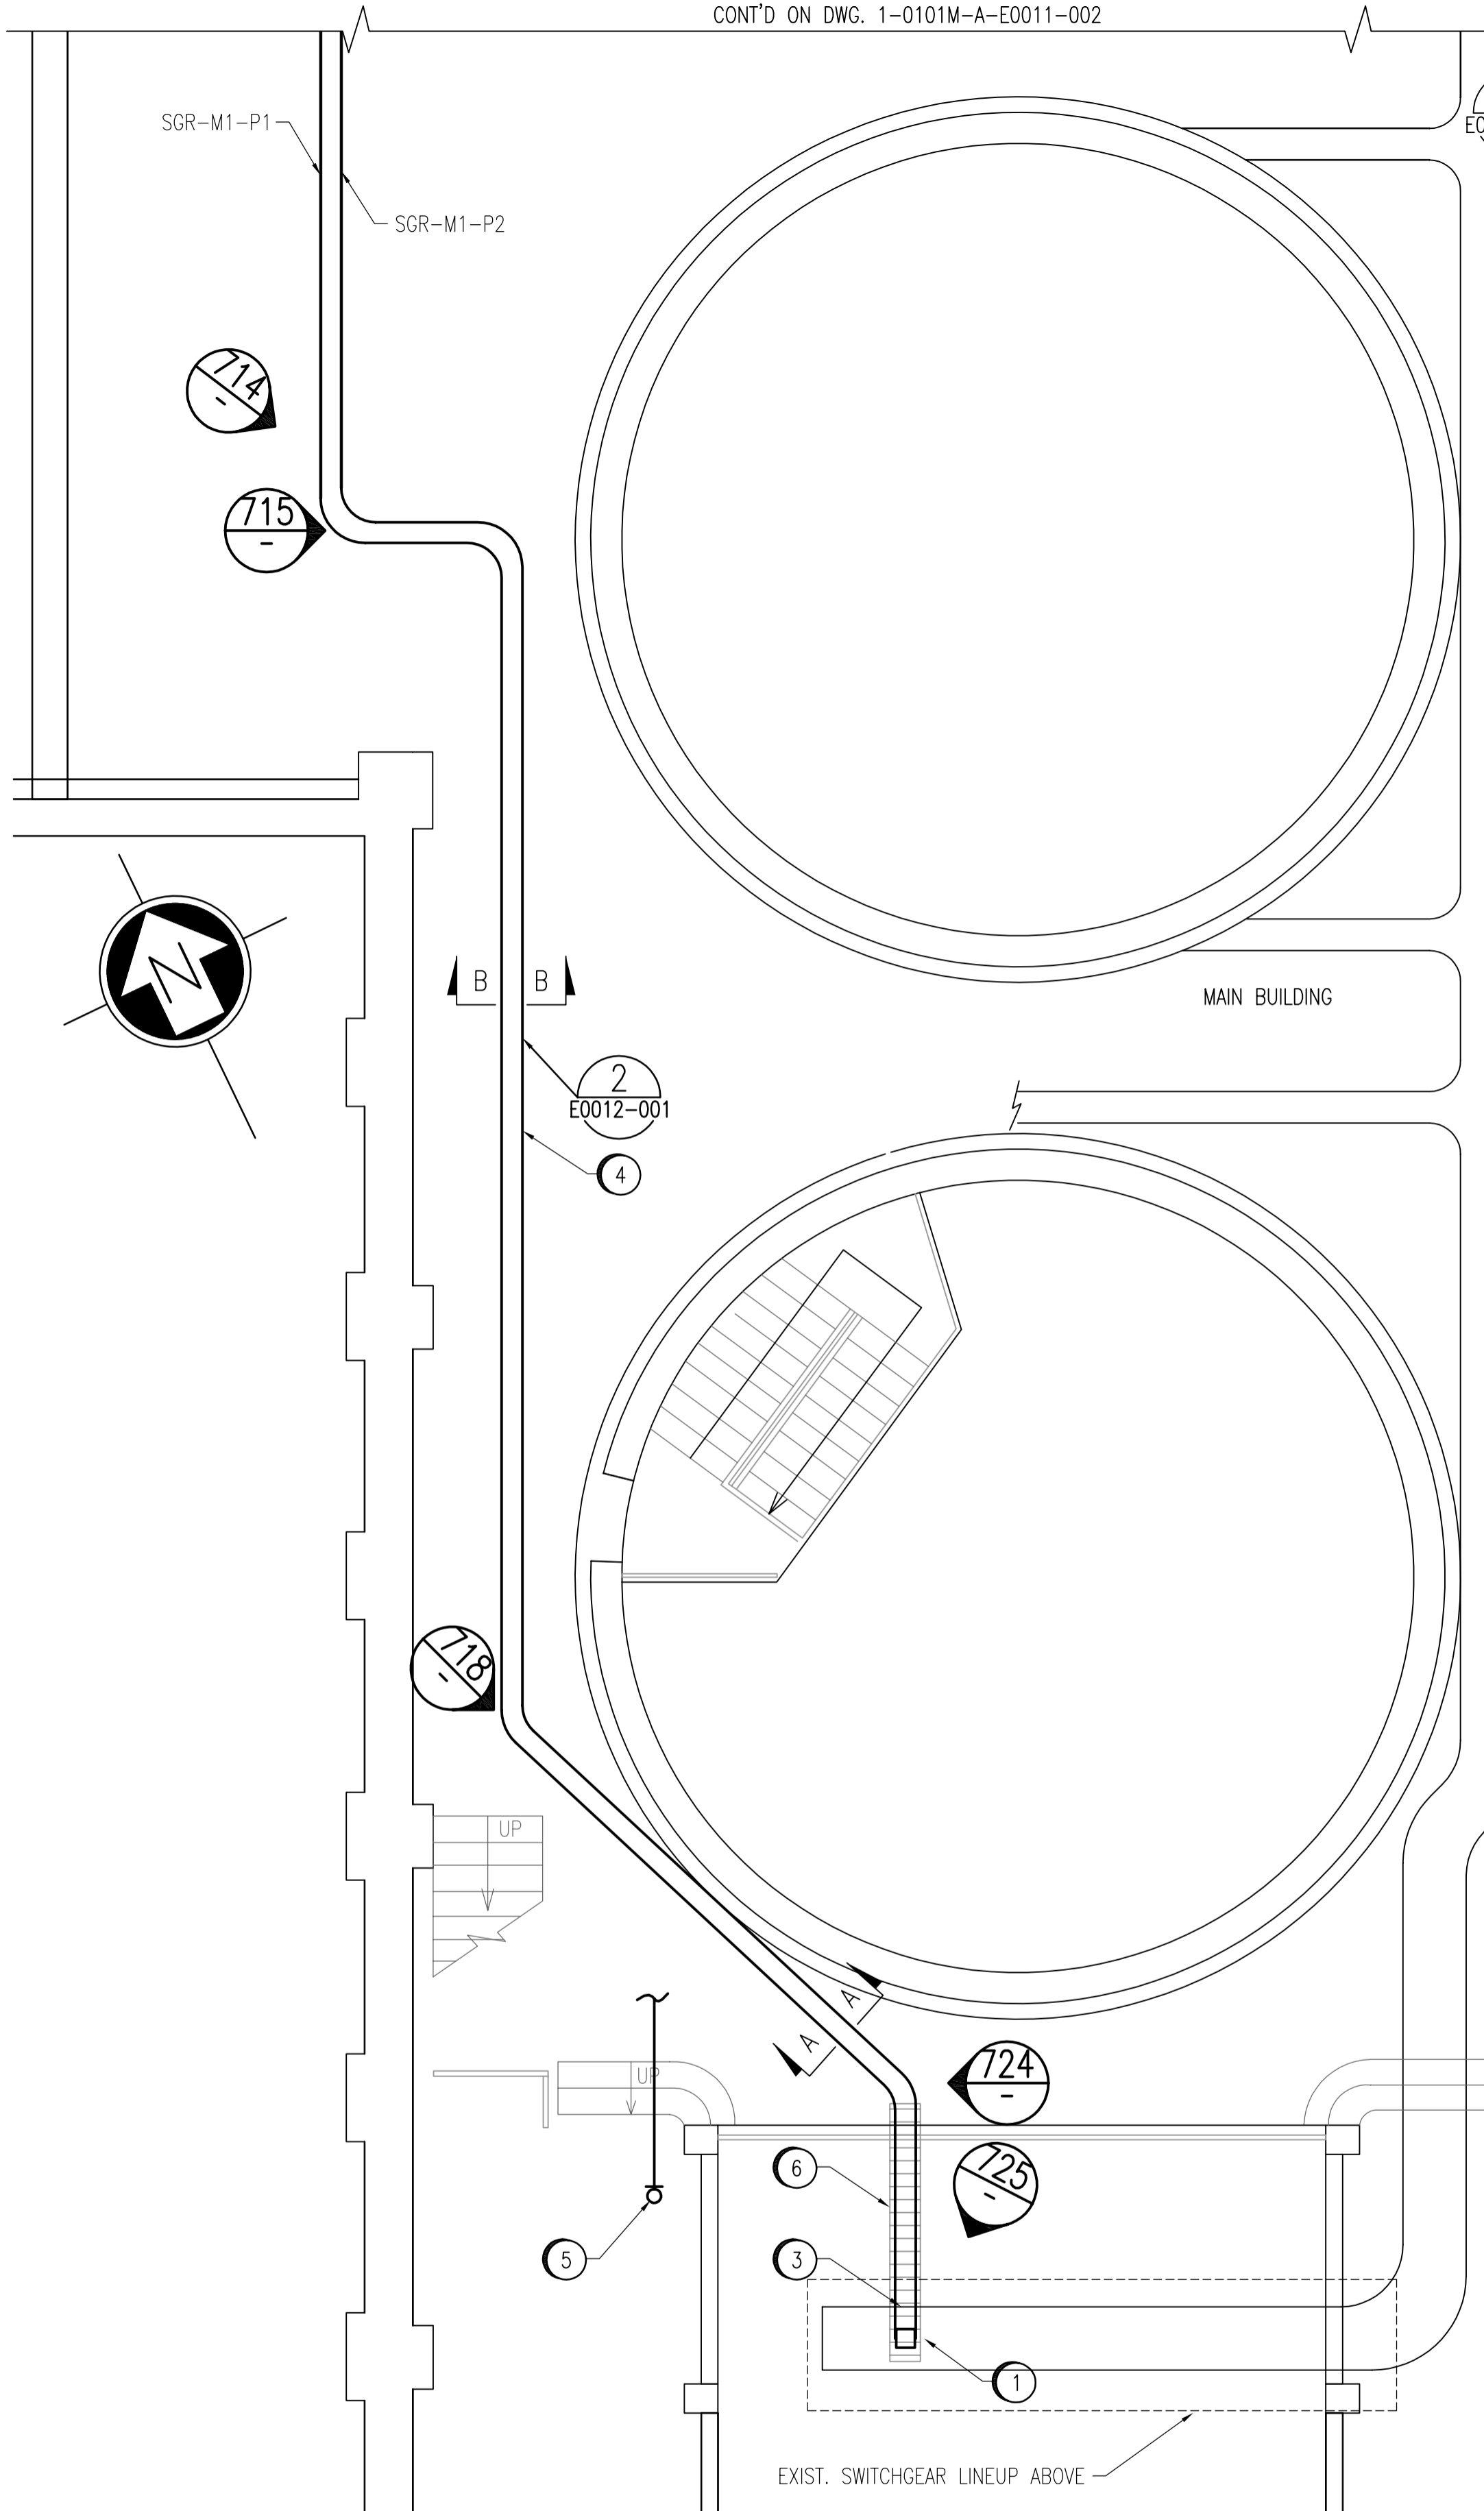 CONT'D ON DWG. 1-0101M-A-E0011-002
SGR-M1-P1
SGR-M1-P2
714
-
715
-
N
B B
MAIN BUILDING
2
E0012-001
4
718
-
UP
A
A
724
-
UP
725
-
6
5
3
1
EXIST. SWITCHGEAR LINEUP ABOVE